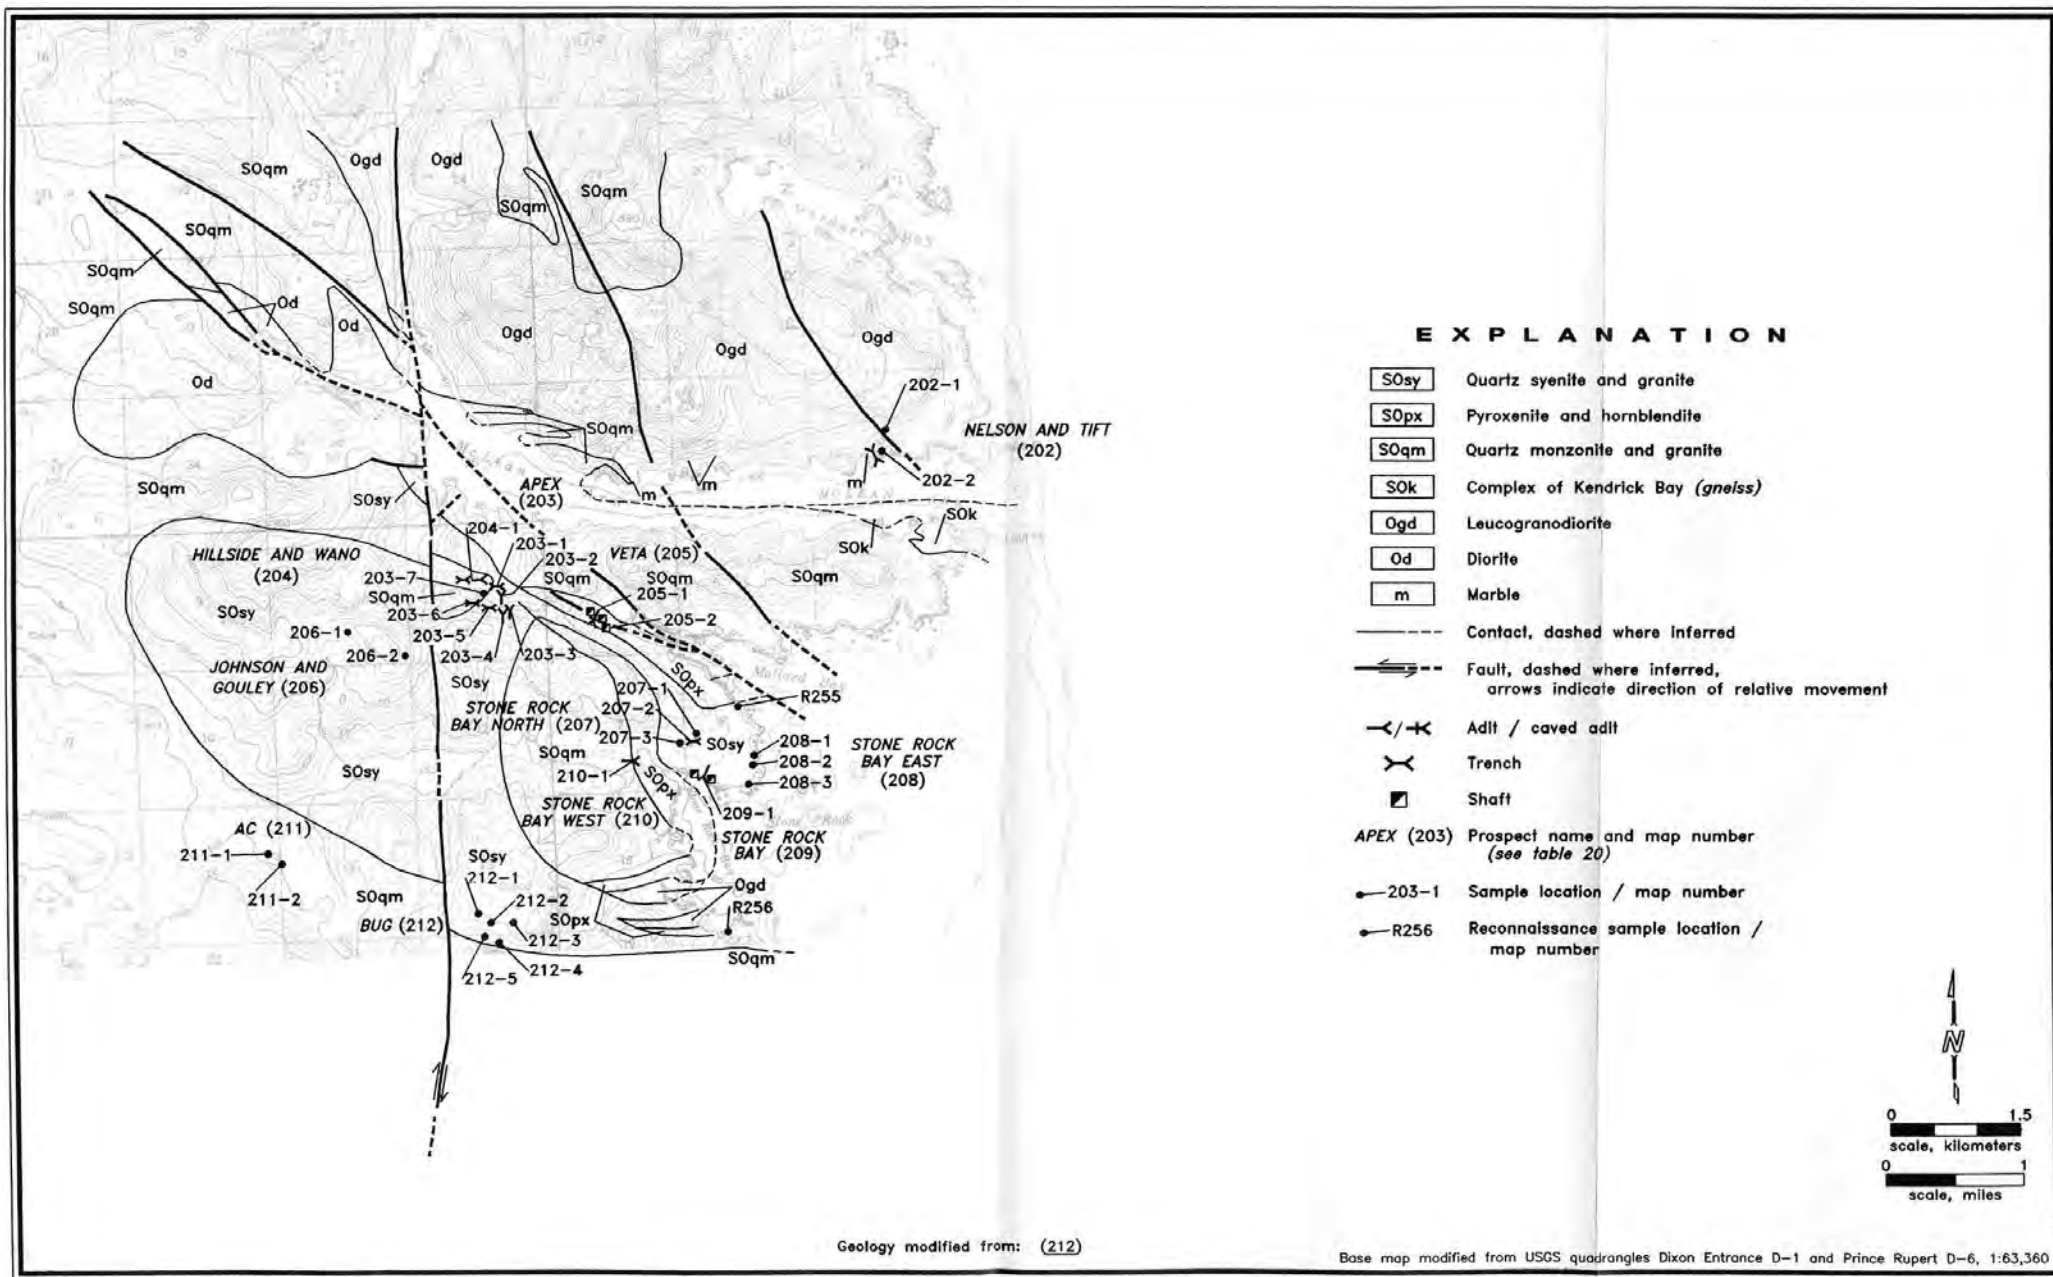 SOqm
Ogd
Ogd
SOqm
SOqm
SOqm
SOqm
SOqm
Od
Od
Ogd
Ogd
Ogd
Od
202-1
NELSON AND TIFT
(202)
202-2
SOqm
m
m
m
SOqm
SOsy
APEX
(203)
SOk
SOk
204-1
203-1
203-2
VETA (205)
HILLSIDE AND WANO
(204)
203-7
SOqm
SOqm
SOqm
SOqm
205-1
205-2
203-6
203-5
203-4
203-3
SOsy
206-1
206-2
JOHNSON AND
GOULEY (206)
SOsy
SOpx
Mallard Bay
McLean
R255
207-1
207-2
207-3
STONE ROCK
BAY NORTH (207)
SOsy
208-1
208-2
208-3
STONE ROCK
BAY EAST
(208)
SOqm
210-1
SOpx
SOsy
STONE ROCK
BAY WEST (210)
209-1
STONE ROCK
BAY (209)
AC (211)
211-1
211-2
SOsy
212-1
212-2
SOqm
BUG (212)
SOpx
Ogd
R256
212-3
212-4
212-5
SOqm
EXPLANATION
SOsy Quartz syenite and granite
SOpx Pyroxenite and hornblendite
SOqm Quartz monzonite and granite
SOk Complex of Kendrick Bay (gneiss)
Ogd Leucogranodiorite
Od Diorite
m Marble
Contact, dashed where inferred
Fault, dashed where inferred,
arrows indicate direction of relative movement
Adit / caved adit
Trench
Shaft
APEX (203) Prospect name and map number
(see table 20)
203-1 Sample location / map number
R256 Reconnaissance sample location /
map number
N
0 1.5
scale, kilometers
0 1
scale, miles
Geology modified from: (212)
Base map modified from USGS quadrangles Dixon Entrance D-1 and Prince Rupert D-6, 1:63,360